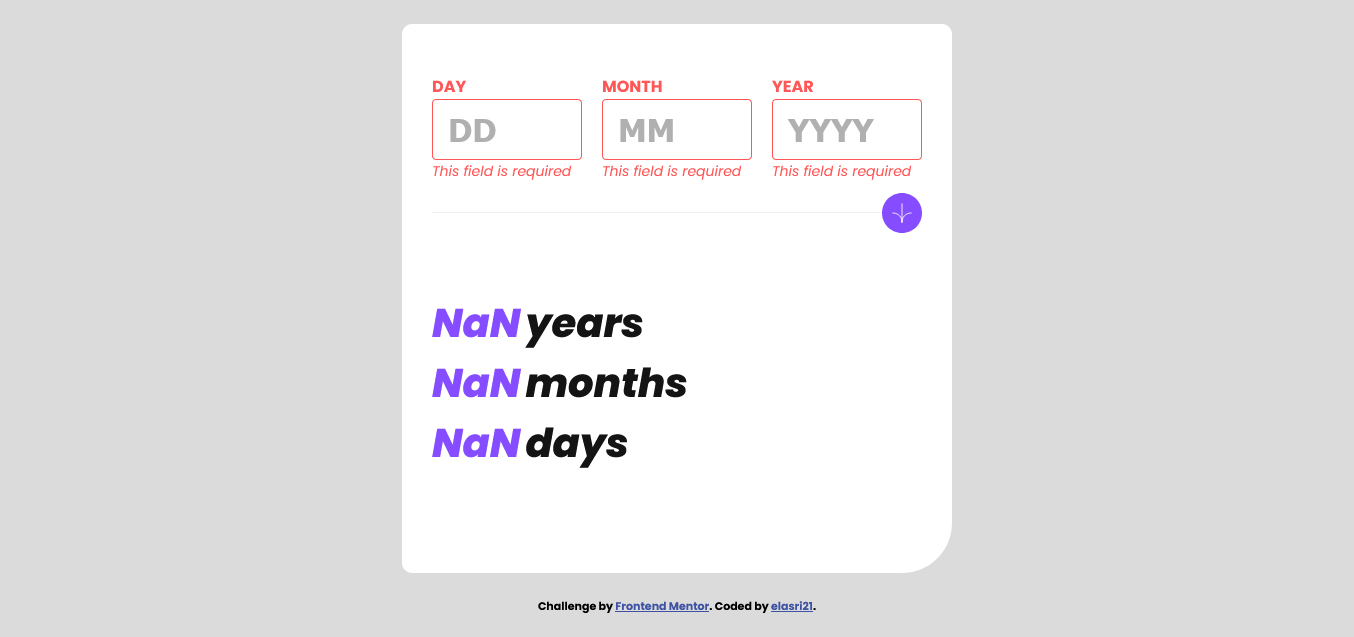 DAY MONTH YEAR
DD MM YYYY
This field is required This field is required This field is required
NaN years
NaN months
NaN days
Challenge by Frontend Mentor. Coded by elasri21.